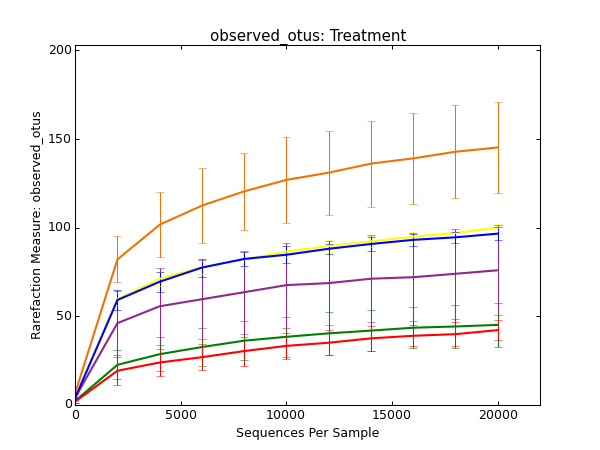 observed_otus: Treatment
200
150
100
50
0
Rarefaction Measure: observed_otus
0 5000 10000 15000 20000
Sequences Per Sample